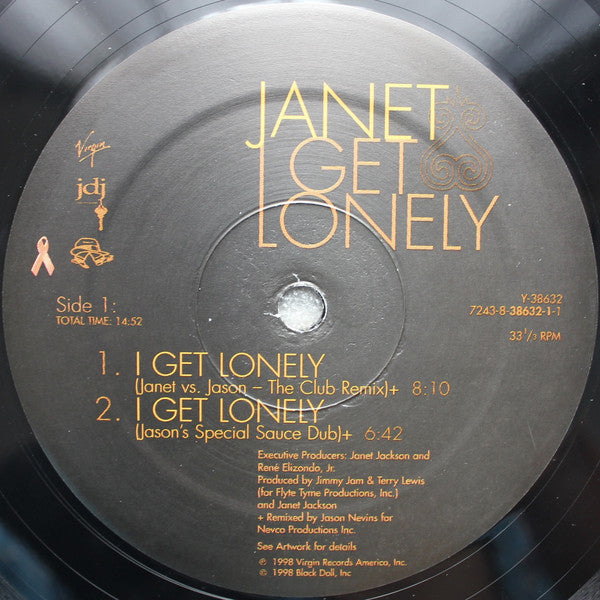 JANET
I GET
LONELY
Virgin
jdj
Side 1:
TOTAL TIME: 14:52
Y-38632
7243-8-38632-1-1
33 1/3 RPM
1. I GET LONELY
(Janet vs. Jason – The Club Remix)+ 8:10
2. I GET LONELY
(Jason's Special Sauce Dub)+ 6:42
Executive Producers: Janet Jackson and
René Elizondo, Jr.
Produced by Jimmy Jam & Terry Lewis
(for Flyte Tyme Productions, Inc.)
and Janet Jackson
+ Remixed by Jason Nevins for
Nevco Productions Inc.
See Artwork for details
℗ 1998 Virgin Records America, Inc.
© 1998 Black Doll, Inc